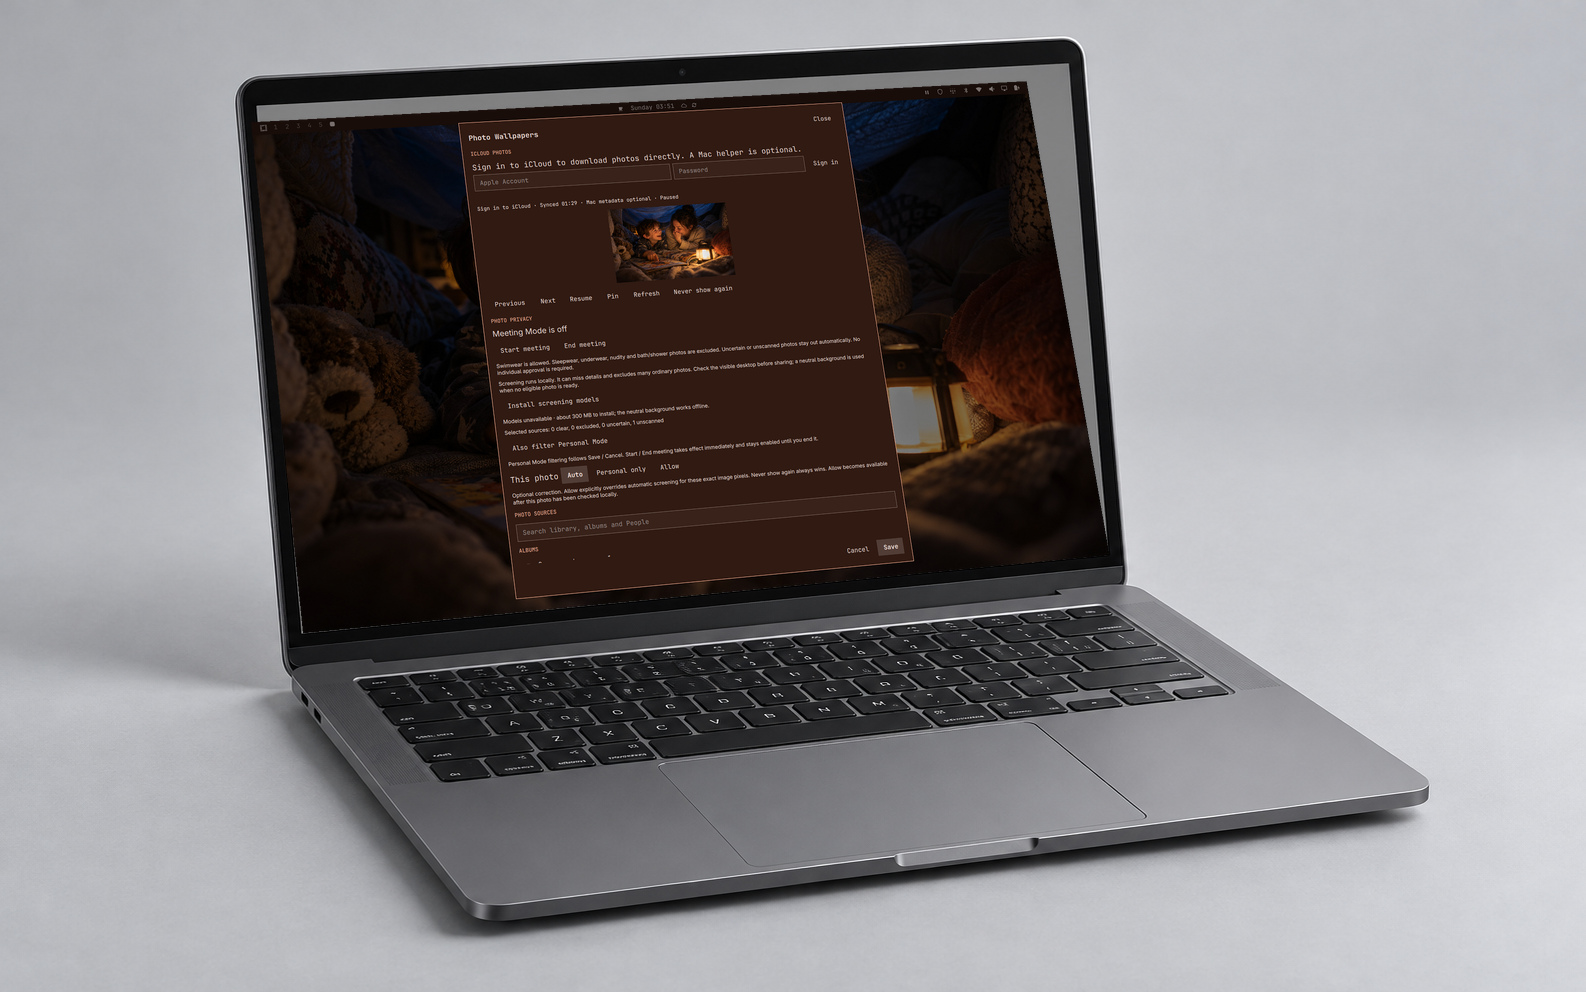 1 2 3 4 5
Sunday 03:51
Photo Wallpapers
Close
ICLOUD PHOTOS
Sign in to iCloud to download photos directly. A Mac helper is optional.
Apple Account
Password
Sign in
Sign in to iCloud · Synced 01:29 · Mac metadata optional · Paused
Previous Next Resume Pin Refresh Never show again
PHOTO PRIVACY
Meeting Mode is off
Start meeting End meeting
Swimwear is allowed. Sleepwear, underwear, nudity and bath/shower photos are excluded. Uncertain or unscanned photos stay out automatically. No
individual approval is required.
Screening runs locally. It can miss details and excludes many ordinary photos. Check the visible desktop before sharing; a neutral background is used
when no eligible photo is ready.
Install screening models
Models unavailable · about 300 MB to install; the neutral background works offline.
Selected sources: 0 clear, 0 excluded, 0 uncertain, 1 unscanned
Also filter Personal Mode
Personal Mode filtering follows Save / Cancel. Start / End meeting takes effect immediately and stays enabled until you end it.
This photo Auto Personal only Allow
Optional correction. Allow explicitly overrides automatic screening for these exact image pixels. Never show again always wins. Allow becomes available
after this photo has been checked locally.
PHOTO SOURCES
Search library, albums and People
ALBUMS
Cancel Save
A
Z X C V B N M